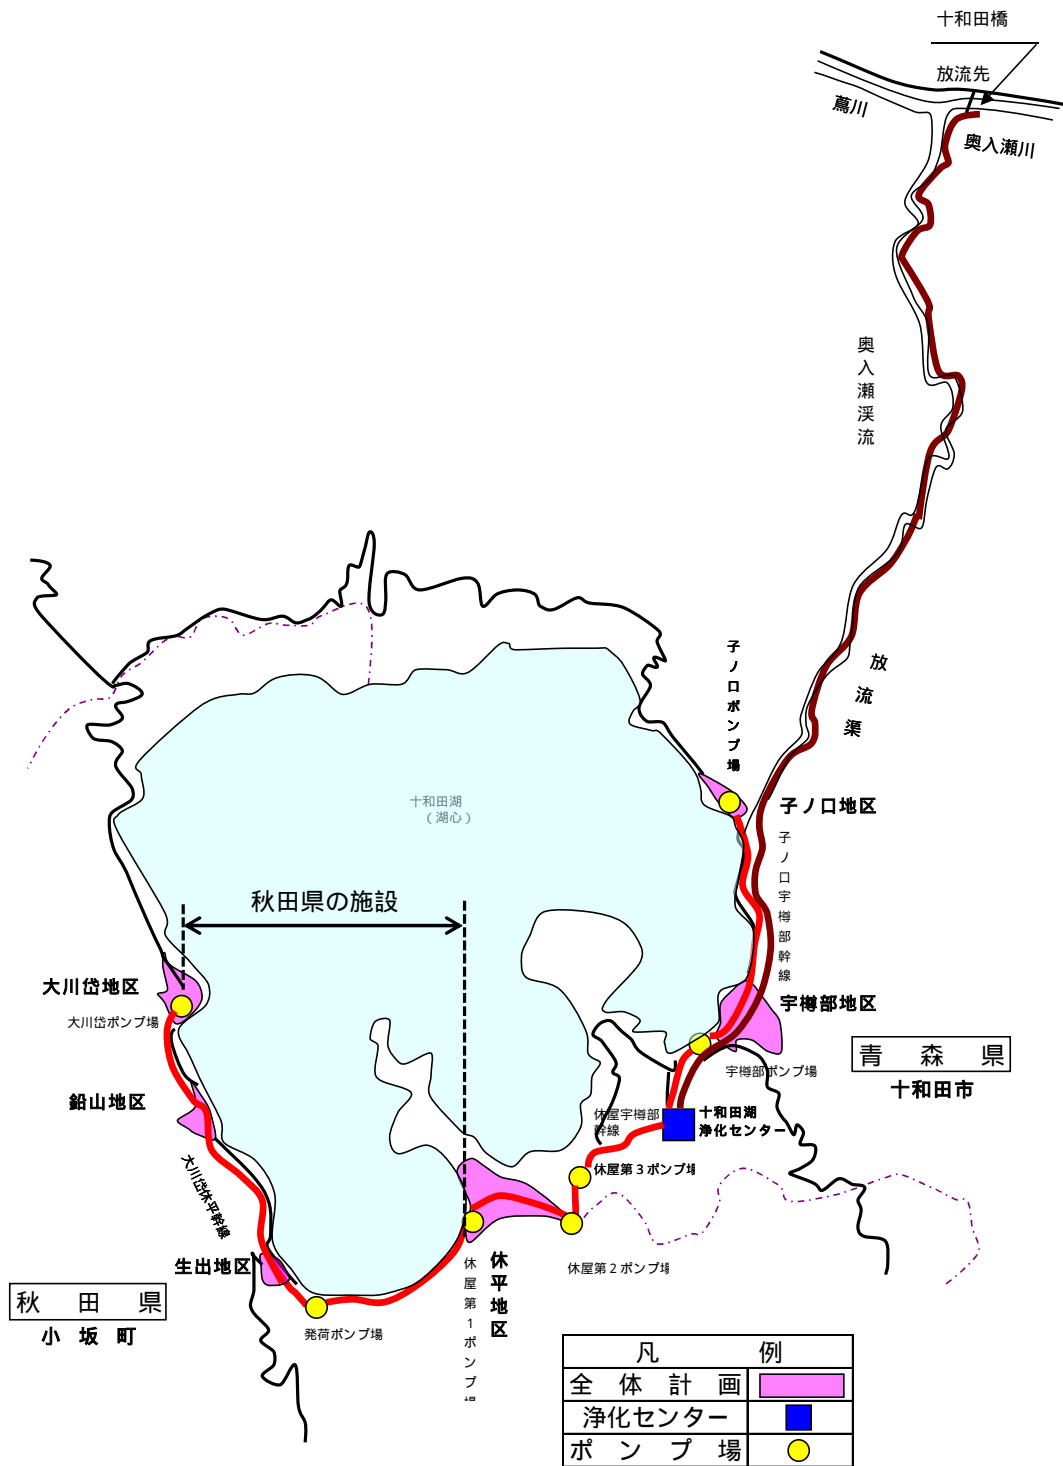 十和田橋
放流先
蔦川
奥入瀬川
奥入瀬渓流
子ノ口ポンプ場
放流渠
十和田湖
(湖心)
子ノ口地区
子ノ口宇樽部幹線
秋田県の施設
大川岱地区
大川岱ポンプ場
宇樽部地区
青森県
十和田市
宇樽部ポンプ場
鉛山地区
休屋宇樽部
幹線
十和田湖
浄化センター
大川岱休平幹線
休屋第3ポンプ場
生出地区
休屋第2ポンプ場
休平地区
休屋第1ポンプ場
秋田県
小坂町
発荷ポンプ場
凡例
全体計画
浄化センター
ポンプ場